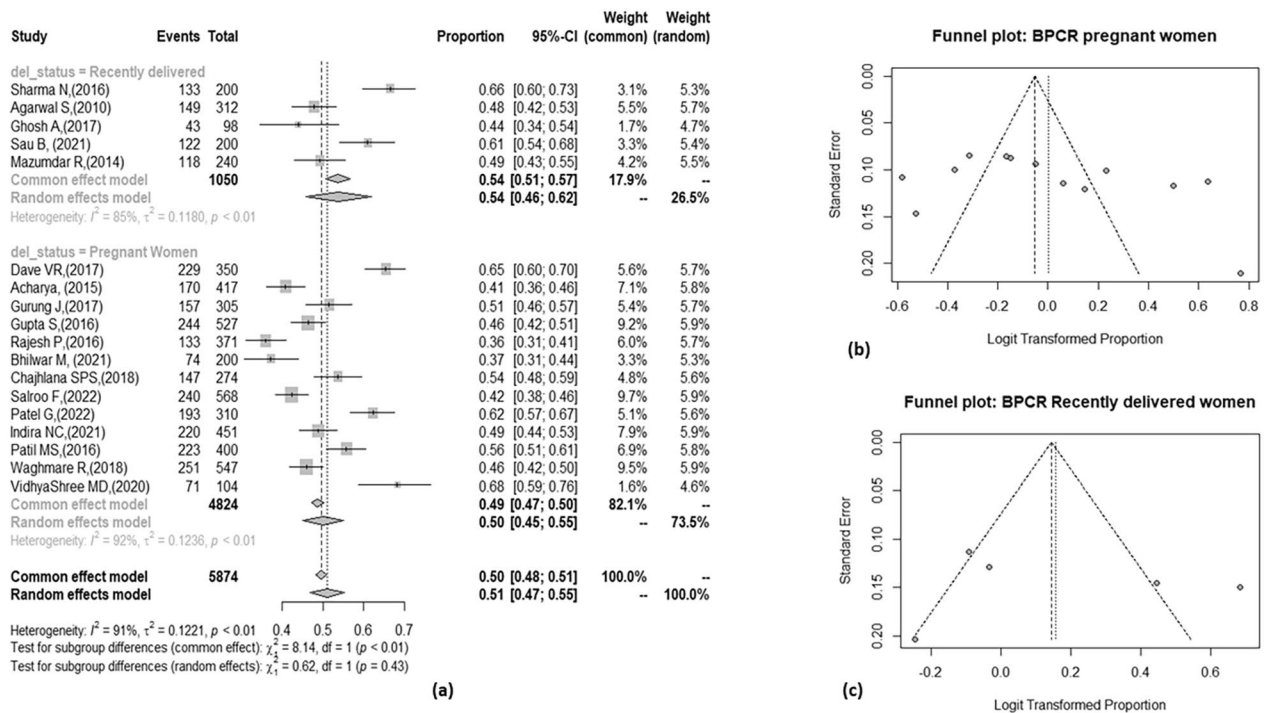 Weight Weight
Study Events Total Proportion 95%-CI (common) (random)
del_status = Recently delivered
Sharma N,(2016) 133 200 0.66 [0.60; 0.73] 3.1% 5.3%
Agarwal S,(2010) 149 312 0.48 [0.42; 0.53] 5.5% 5.7%
Ghosh A,(2017) 43 98 0.44 [0.34; 0.54] 1.7% 4.7%
Sau B, (2021) 122 200 0.61 [0.54; 0.68] 3.3% 5.4%
Mazumdar R,(2014) 118 240 0.49 [0.43; 0.55] 4.2% 5.5%
Common effect model 1050 0.54 [0.51; 0.57] 17.9% --
Random effects model 0.54 [0.46; 0.62] -- 26.5%
Heterogeneity: I² = 85%, τ² = 0.1180, p < 0.01
del_status = Pregnant Women
Dave VR,(2017) 229 350 0.65 [0.60; 0.70] 5.6% 5.7%
Acharya, (2015) 170 417 0.41 [0.36; 0.46] 7.1% 5.8%
Gurung J,(2017) 157 305 0.51 [0.46; 0.57] 5.4% 5.7%
Gupta S,(2016) 244 527 0.46 [0.42; 0.51] 9.2% 5.9%
Rajesh P,(2016) 133 371 0.36 [0.31; 0.41] 6.0% 5.7%
Bhilwar M, (2021) 74 200 0.37 [0.31; 0.44] 3.3% 5.3%
Chajhlana SPS,(2018) 147 274 0.54 [0.48; 0.59] 4.8% 5.6%
Salroo F,(2022) 240 568 0.42 [0.38; 0.46] 9.7% 5.9%
Patel G,(2022) 193 310 0.62 [0.57; 0.67] 5.1% 5.6%
Indira NC,(2021) 220 451 0.49 [0.44; 0.53] 7.9% 5.9%
Patil MS,(2016) 223 400 0.56 [0.51; 0.61] 6.9% 5.8%
Waghmare R,(2018) 251 547 0.46 [0.42; 0.50] 9.5% 5.9%
VidhyaShree MD,(2020) 71 104 0.68 [0.59; 0.76] 1.6% 4.6%
Common effect model 4824 0.49 [0.47; 0.50] 82.1% --
Random effects model 0.50 [0.45; 0.55] -- 73.5%
Heterogeneity: I² = 92%, τ² = 0.1236, p < 0.01
Common effect model 5874 0.50 [0.48; 0.51] 100.0% --
Random effects model 0.51 [0.47; 0.55] -- 100.0%
0.4 0.5 0.6 0.7
Heterogeneity: I² = 91%, τ² = 0.1221, p < 0.01
Test for subgroup differences (common effect): χ²₁ = 8.14, df = 1 (p < 0.01)
Test for subgroup differences (random effects): χ²₁ = 0.62, df = 1 (p = 0.43)
(a)
Funnel plot: BPCR pregnant women
Standard Error
0.00
0.05
0.10
0.15
0.20
-0.6 -0.4 -0.2 0.0 0.2 0.4 0.6 0.8
Logit Transformed Proportion
(b)
Funnel plot: BPCR Recently delivered women
Standard Error
0.00
0.05
0.10
0.15
0.20
-0.2 0.0 0.2 0.4 0.6
Logit Transformed Proportion
(c)